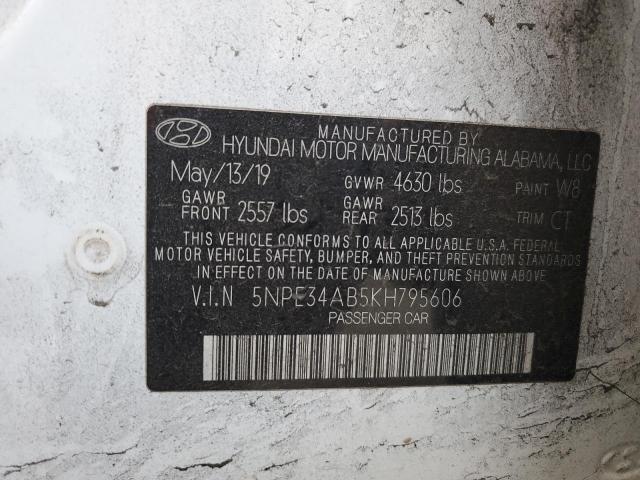 MANUFACTURED BY
HYUNDAI MOTOR MANUFACTURING ALABAMA, LLC
May/13/19 GVWR 4630 lbs PAINT W8
GAWR FRONT 2557 lbs GAWR REAR 2513 lbs TRIM CT
THIS VEHICLE CONFORMS TO ALL APPLICABLE U.S.A. FEDERAL
MOTOR VEHICLE SAFETY, BUMPER, AND THEFT PREVENTION STANDARDS
IN EFFECT ON THE DATE OF MANUFACTURE SHOWN ABOVE.
V.I.N 5NPE34AB5KH795606
PASSENGER CAR